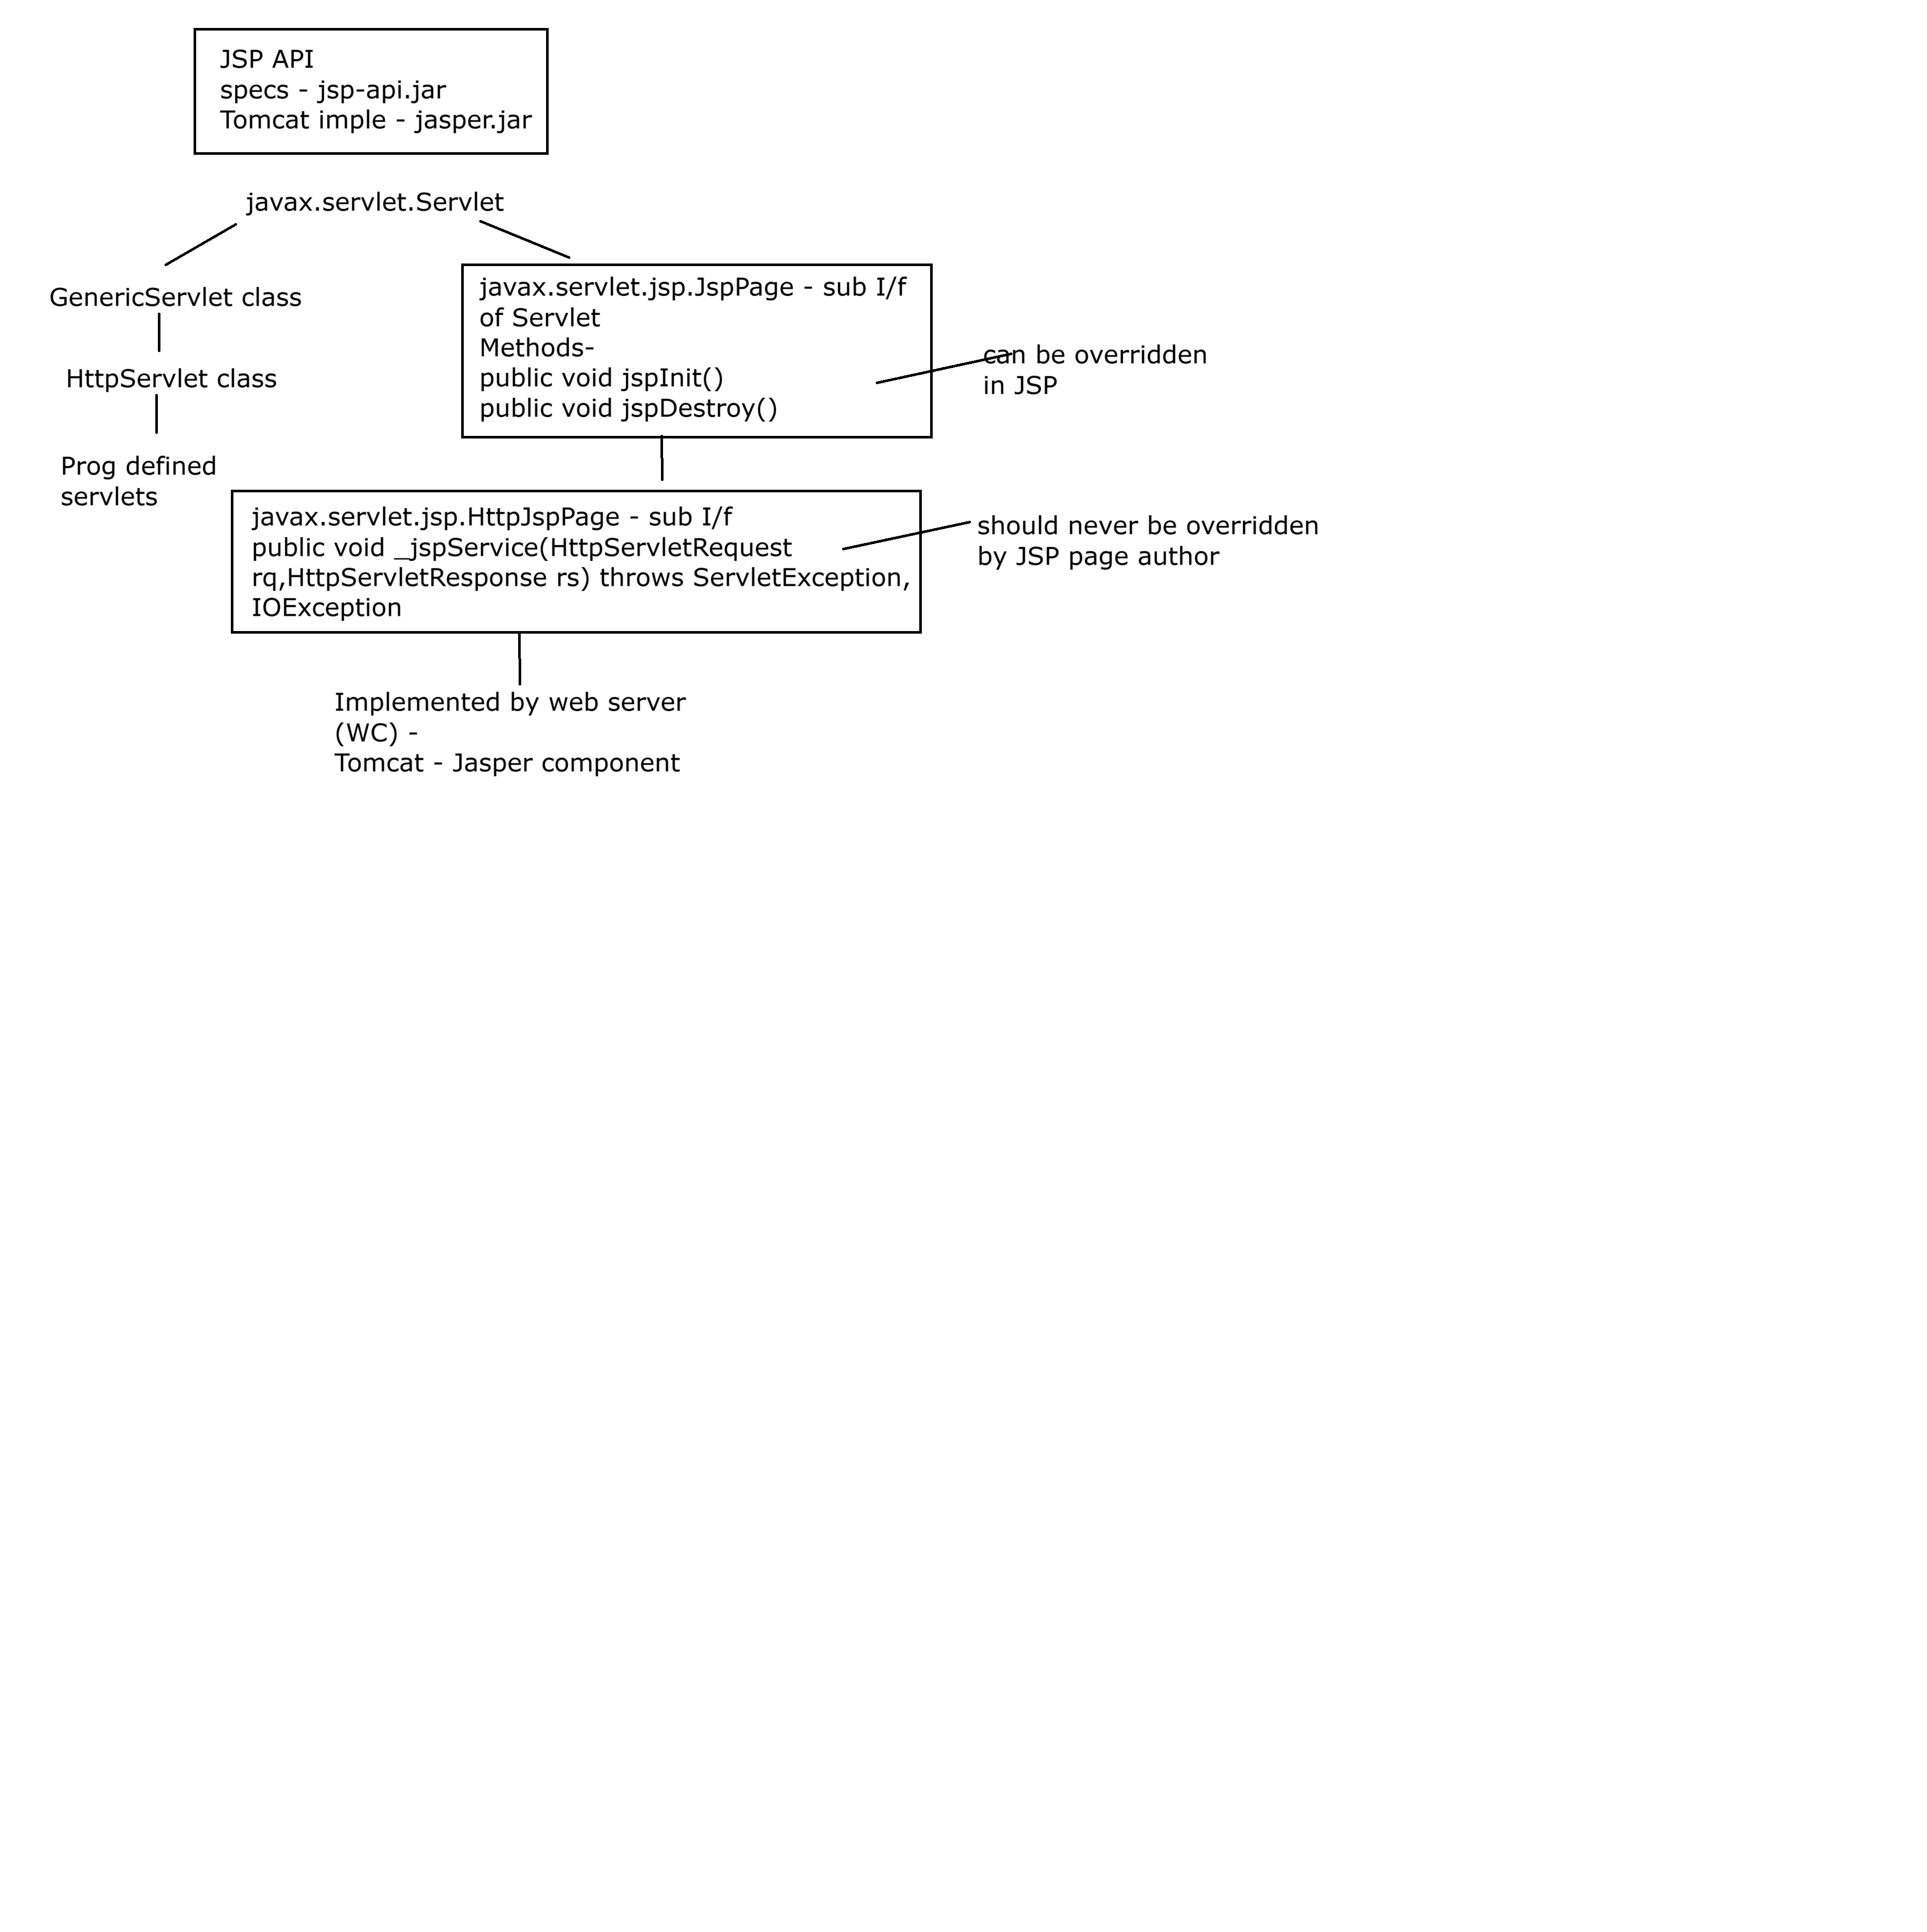 JSP API
specs - jsp-api.jar
Tomcat imple - jasper.jar
javax.servlet.Servlet
GenericServlet class
HttpServlet class
Prog defined
servlets
javax.servlet.jsp.JspPage - sub I/f
of Servlet
Methods-
public void jspInit()
public void jspDestroy()
can be overridden
in JSP
javax.servlet.jsp.HttpJspPage - sub I/f
public void _jspService(HttpServletRequest
rq,HttpServletResponse rs) throws ServletException,
IOException
should never be overridden
by JSP page author
Implemented by web server
(WC) -
Tomcat - Jasper component